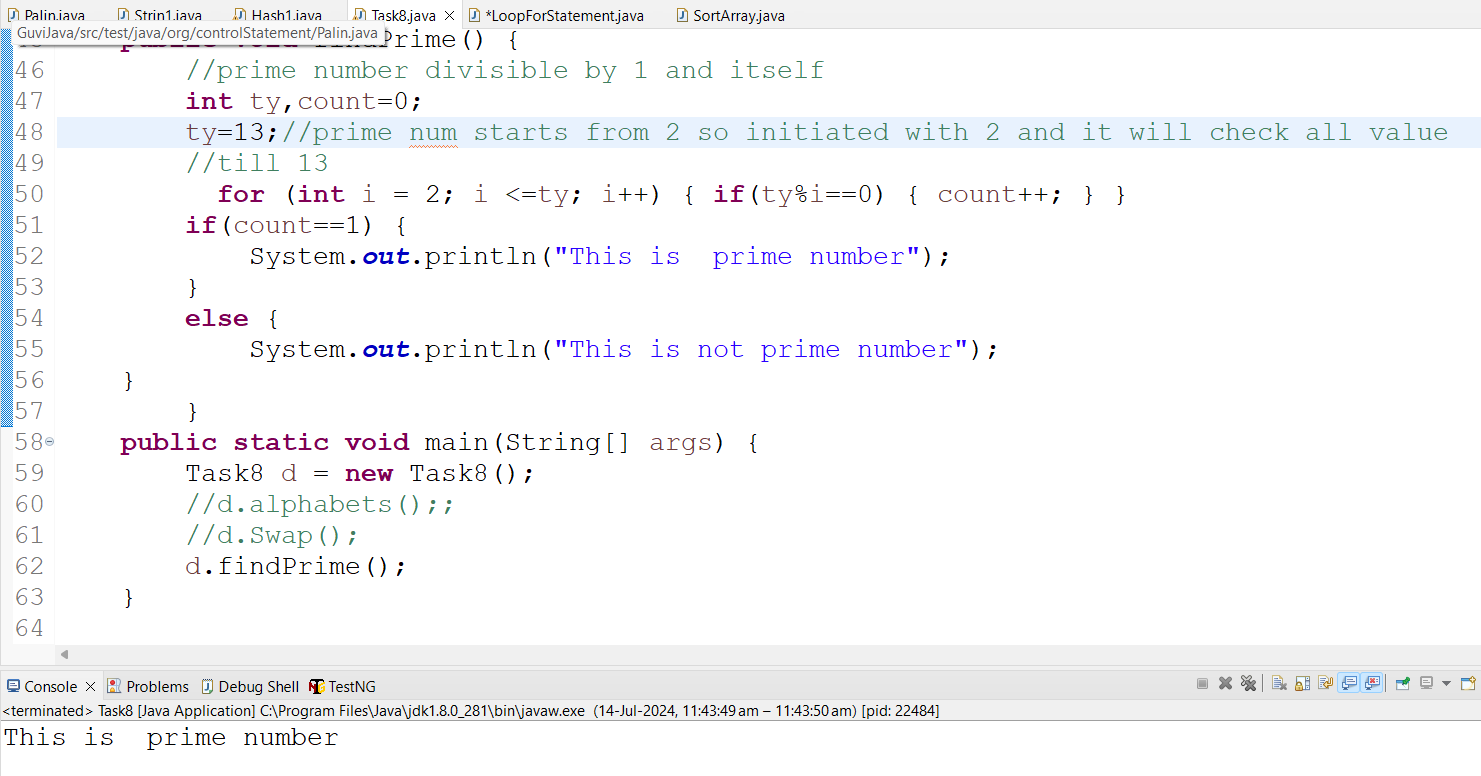 Palin.java Strin1.java Hash1.java Task8.java *LoopForStatement.java SortArray.java
GuviJava/src/test/java/org/controlStatement/Palin.java
Prime() {
46 //prime number divisible by 1 and itself
47 int ty,count=0;
48 ty=13;//prime num starts from 2 so initiated with 2 and it will check all value
49 //till 13
50 for (int i = 2; i <=ty; i++) { if(ty%i==0) { count++; } }
51 if(count==1) {
52 System.out.println("This is  prime number");
53 }
54 else {
55 System.out.println("This is not prime number");
56 }
57 }
58 public static void main(String[] args) {
59 Task8 d = new Task8();
60 //d.alphabets();;
61 //d.Swap();
62 d.findPrime();
63 }
64
Console Problems Debug Shell TestNG
<terminated> Task8 [Java Application] C:\Program Files\Java\jdk1.8.0_281\bin\javaw.exe (14-Jul-2024, 11:43:49 am – 11:43:50 am) [pid: 22484]
This is  prime number